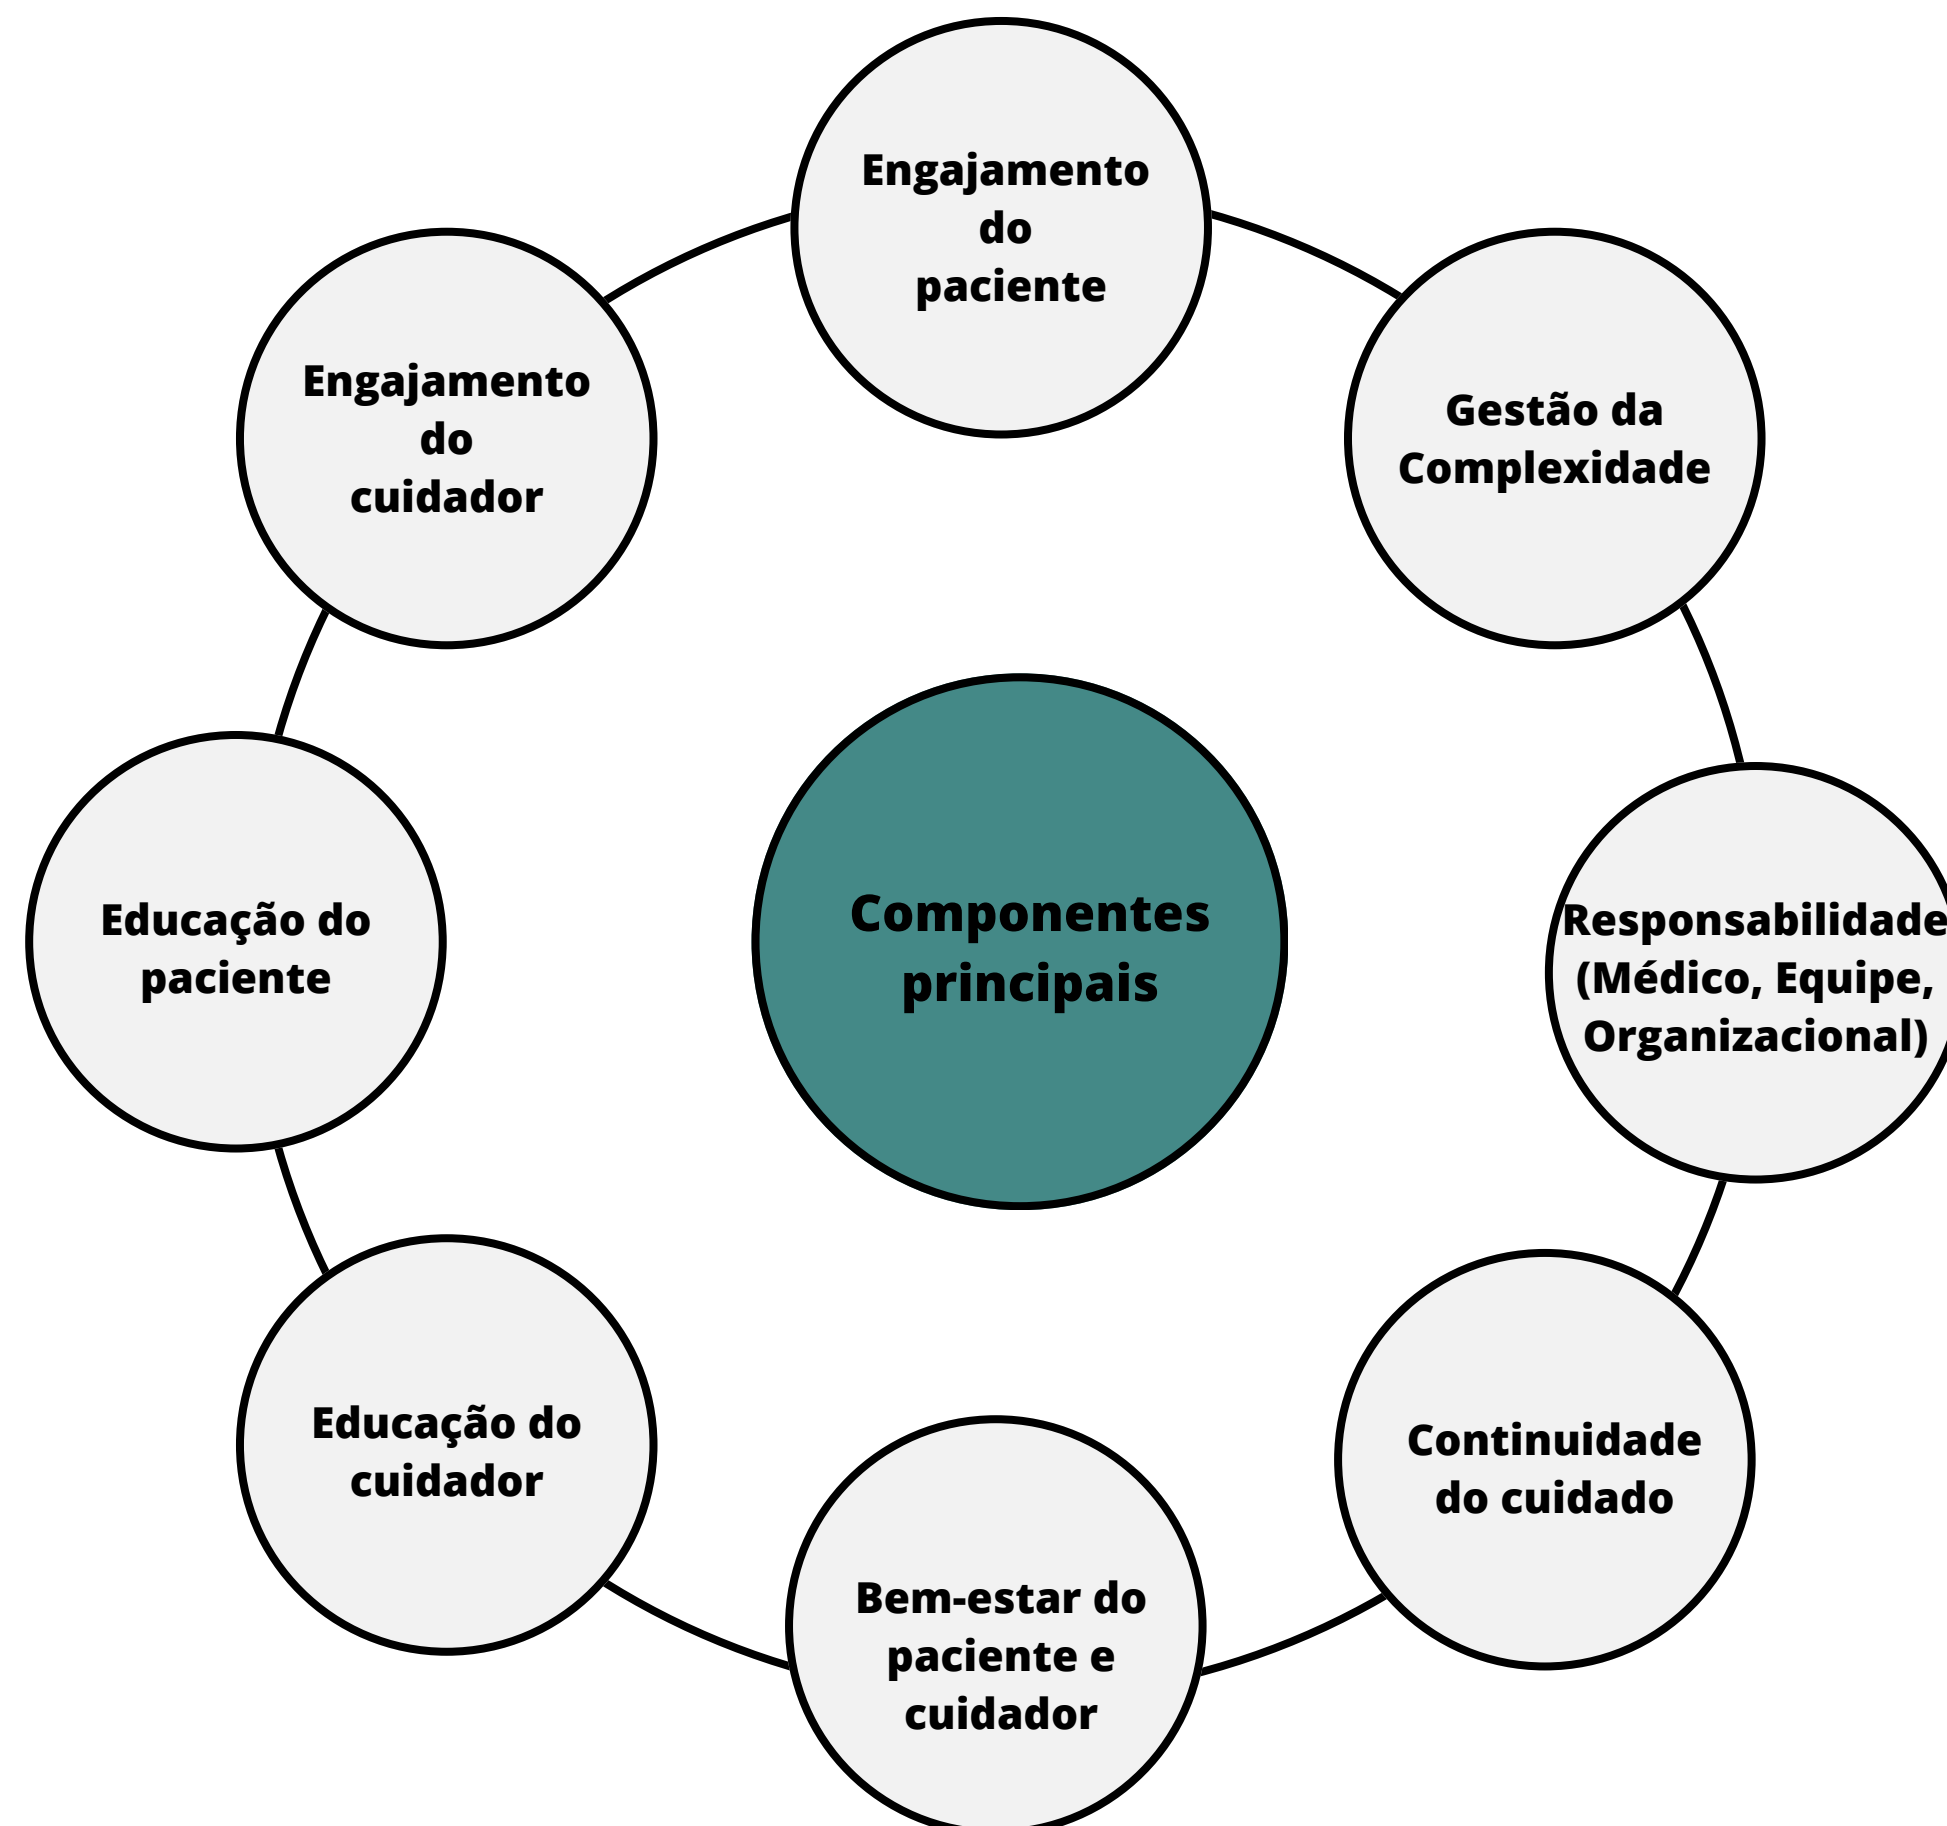 Engajamento
do
paciente
Gestão da
Complexidade
Responsabilidade
(Médico, Equipe,
Organizacional)
Continuidade
do cuidado
Bem-estar do
paciente e
cuidador
Educação do
cuidador
Educação do
paciente
Engajamento
do
cuidador
Componentes
principais